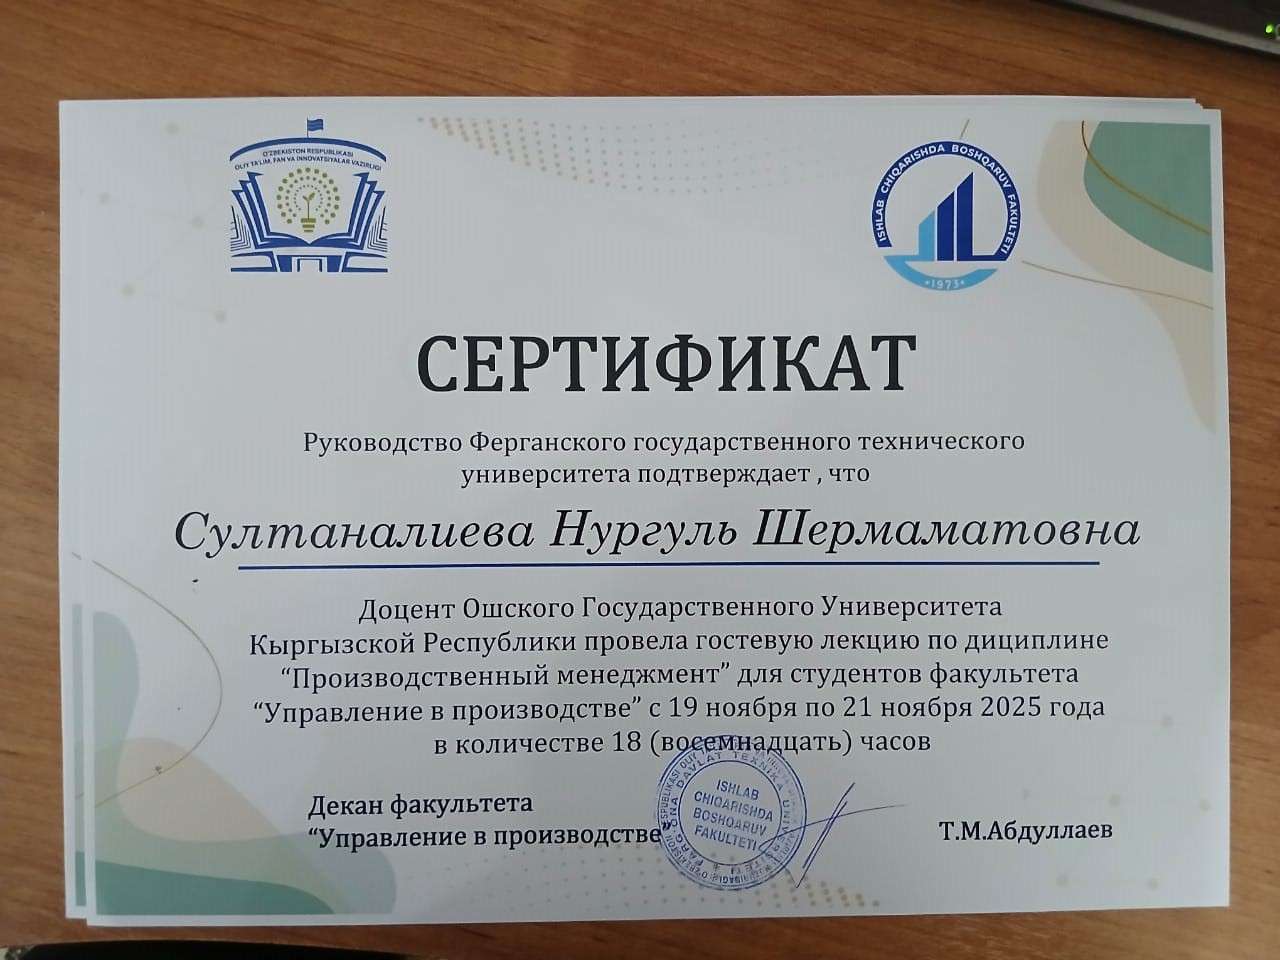 O'ZBEKISTON RESPUBLIKASI
OLIY TA'LIM, FAN VA INNOVATSIYALAR VAZIRLIGI
ISHLAB CHIQARISHDA BOSHQARUV FAKULTETI
1973
СЕРТИФИКАТ
Руководство Ферганского государственного технического
университета подтверждает , что
Султаналиева Нургуль Шермаматовна
Доцент Ошского Государственного Университета
Кыргызской Республики провела гостевую лекцию по дициплине
“Производственный менеджмент” для студентов факультета
“Управление в производстве” с 19 ноября по 21 ноября 2025 года
в количестве 18 (восемнадцать) часов
Декан факультета
“Управление в производстве”
Т.М.Абдуллаев
ISHLAB
CHIQARISHDA
BOSHQARUV
FAKULTETI